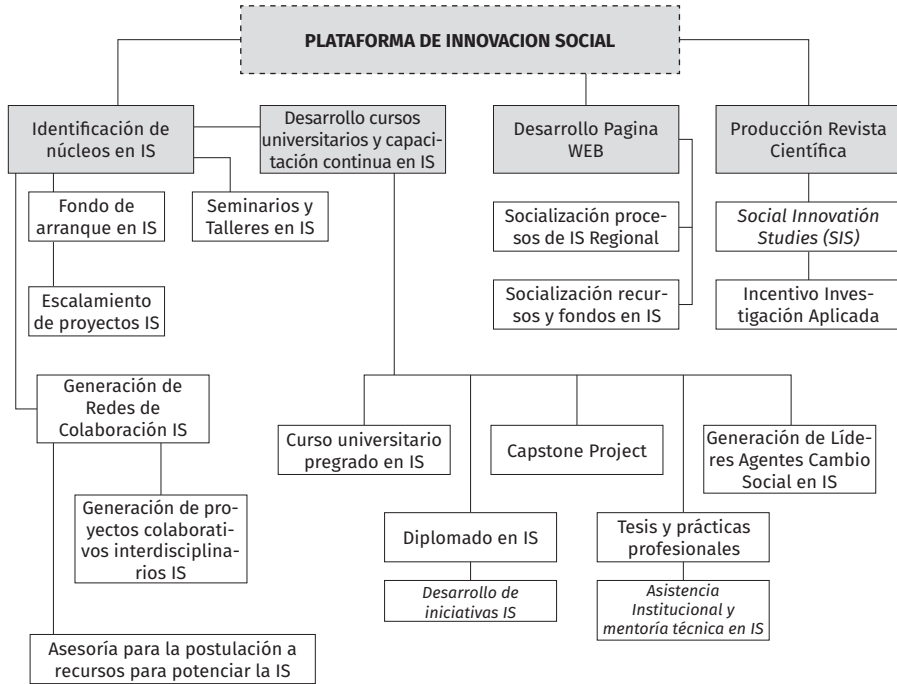 PLATAFORMA DE INNOVACION SOCIAL
Identificación de
núcleos en IS
Desarrollo cursos
universitarios y capaci-
tación continua en IS
Desarrollo Pagina
WEB
Producción Revista
Científica
Fondo de
arranque en IS
Seminarios y
Talleres en IS
Socialización proce-
sos de IS Regional
Social Innovatión
Studies (SIS)
Escalamiento
de proyectos IS
Socialización recur-
sos y fondos en IS
Incentivo Inves-
tigación Aplicada
Generación de
Redes de
Colaboración IS
Curso universitario
pregrado en IS
Capstone Project
Generación de Líde-
res Agentes Cambio
Social en IS
Generación de pro-
yectos colaborati-
vos interdisciplina-
rios IS
Diplomado en IS
Tesis y prácticas
profesionales
Desarrollo de
iniciativas IS
Asistencia
Institucional y
mentoría técnica en IS
Asesoría para la postulación a
recursos para potenciar la IS